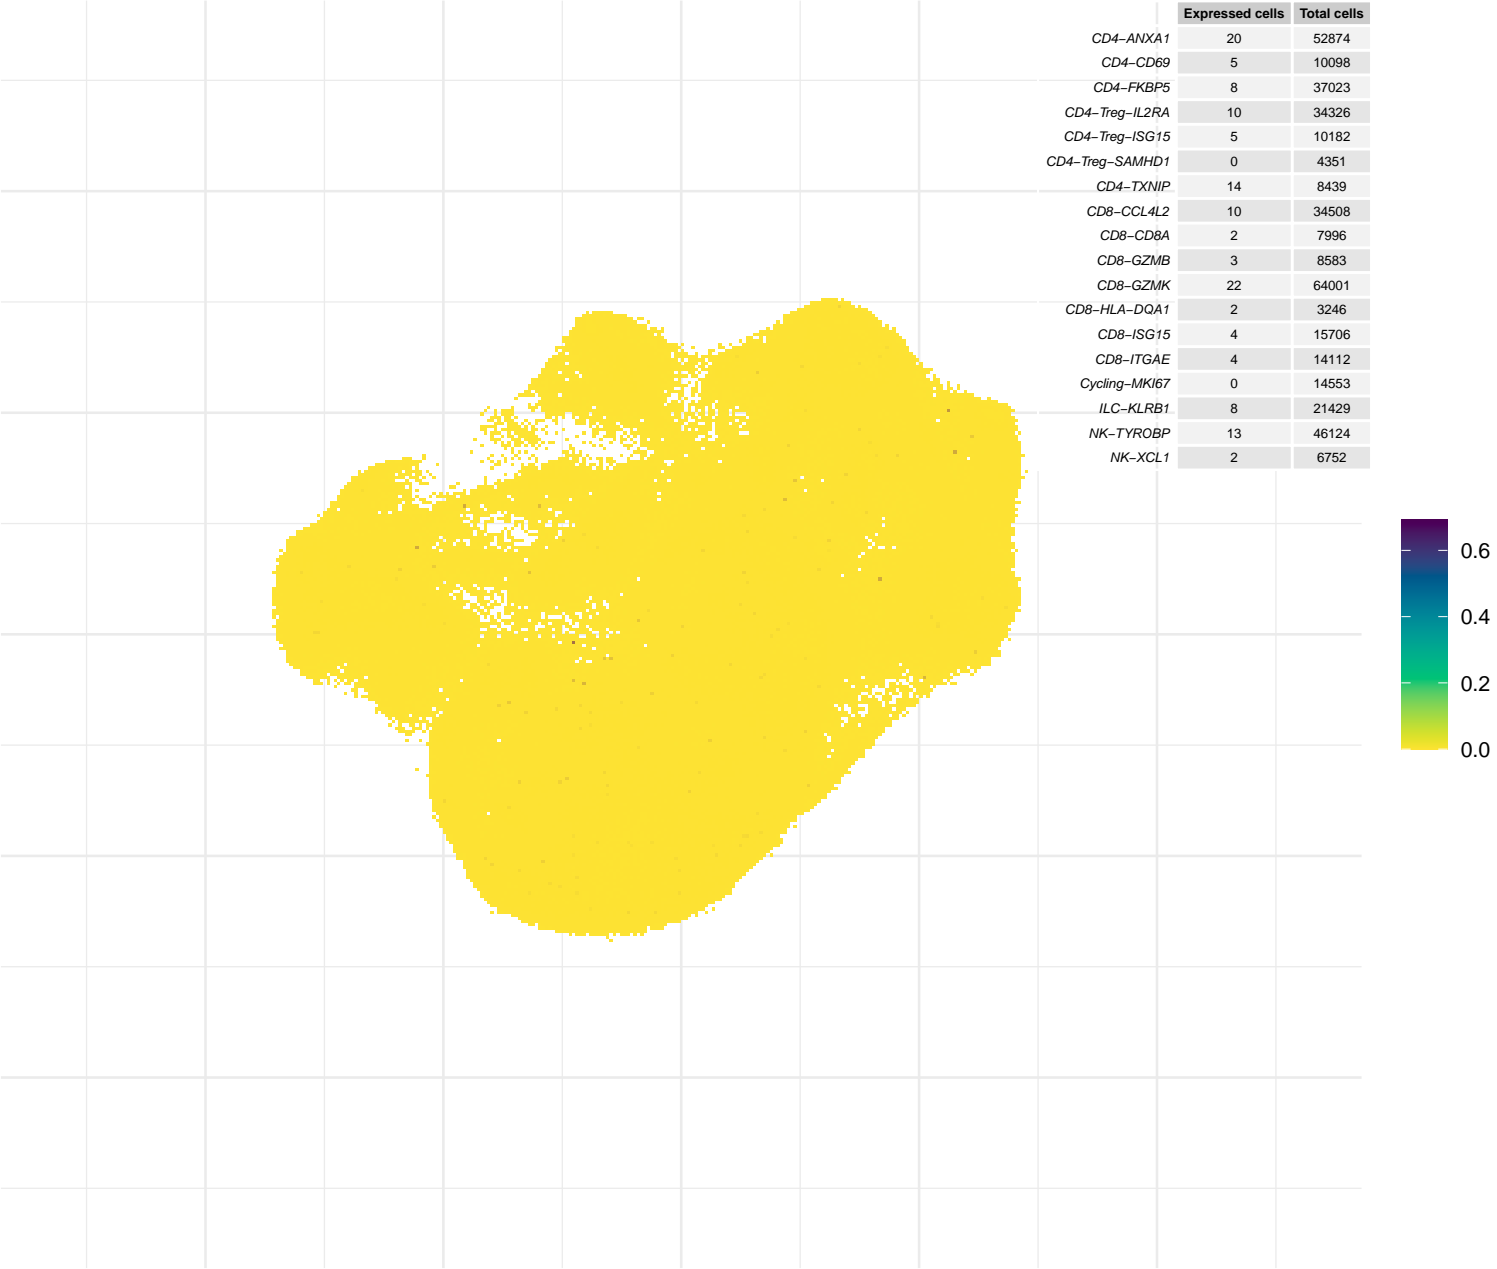 Expressed cells Total cells
CD4−ANXA1 20 52874
CD4−CD69 5 10098
CD4−FKBP5 8 37023
CD4−Treg−IL2RA 10 34326
CD4−Treg−ISG15 5 10182
CD4−Treg−SAMHD1 0 4351
CD4−TXNIP 14 8439
CD8−CCL4L2 10 34508
CD8−CD8A 2 7996
CD8−GZMB 3 8583
CD8−GZMK 22 64001
CD8−HLA−DQA1 2 3246
CD8−ISG15 4 15706
CD8−ITGAE 4 14112
Cycling−MKI67 0 14553
ILC−KLRB1 8 21429
NK−TYROBP 13 46124
NK−XCL1 2 6752
0.6
0.4
0.2
0.0